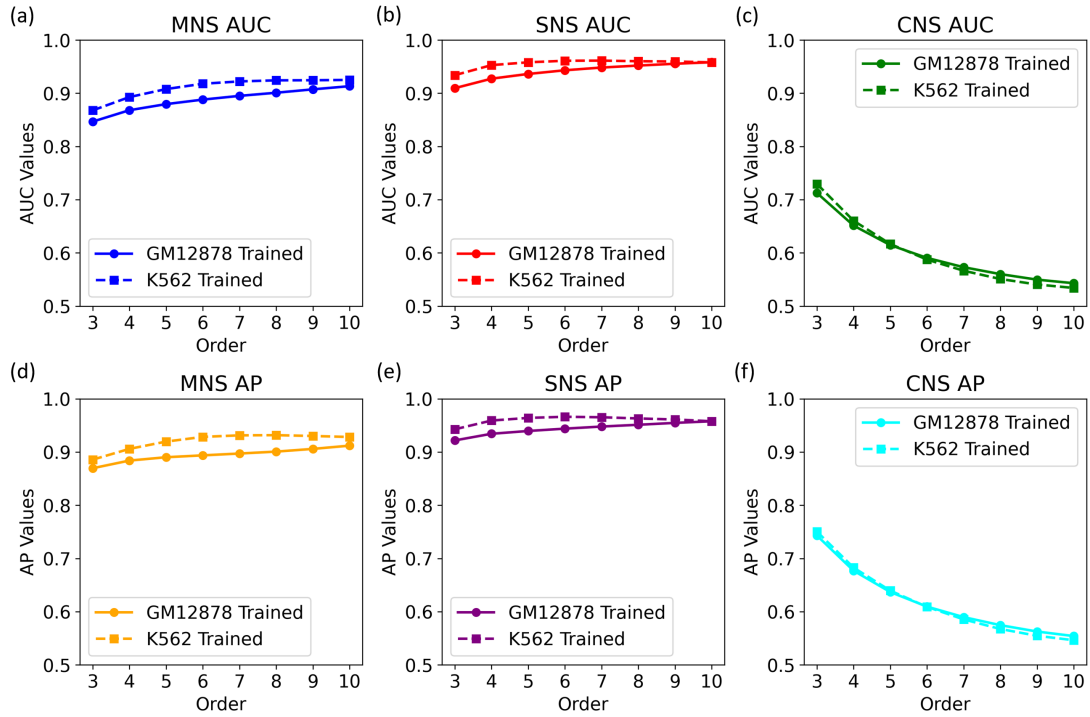 (a)
MNS AUC
AUC Values
1.0
0.9
0.8
0.7
0.6
0.5
GM12878 Trained
K562 Trained
3 4 5 6 7 8 9 10
Order
(b)
SNS AUC
AUC Values
1.0
0.9
0.8
0.7
0.6
0.5
GM12878 Trained
K562 Trained
3 4 5 6 7 8 9 10
Order
(c)
CNS AUC
AUC Values
1.0
0.9
0.8
0.7
0.6
0.5
GM12878 Trained
K562 Trained
3 4 5 6 7 8 9 10
Order
(d)
MNS AP
AP Values
1.0
0.9
0.8
0.7
0.6
0.5
GM12878 Trained
K562 Trained
3 4 5 6 7 8 9 10
Order
(e)
SNS AP
AP Values
1.0
0.9
0.8
0.7
0.6
0.5
GM12878 Trained
K562 Trained
3 4 5 6 7 8 9 10
Order
(f)
CNS AP
AP Values
1.0
0.9
0.8
0.7
0.6
0.5
GM12878 Trained
K562 Trained
3 4 5 6 7 8 9 10
Order